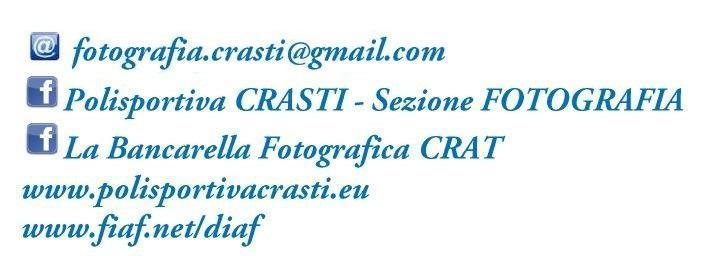 fotografia.crasti@gmail.com
Polisportiva CRASTI - Sezione FOTOGRAFIA
La Bancarella Fotografica CRAT
www.polisportivacrasti.eu
www.fiaf.net/diaf